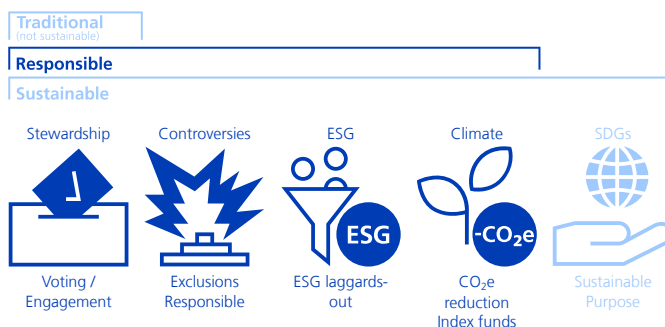 Traditional
(not sustainable)
Responsible
Sustainable
Stewardship
Controversies
ESG
Climate
SDGs
ESG
-CO₂e
Voting /
Engagement
Exclusions
Responsible
ESG laggards-
out
CO₂e
reduction
Index funds
Sustainable
Purpose